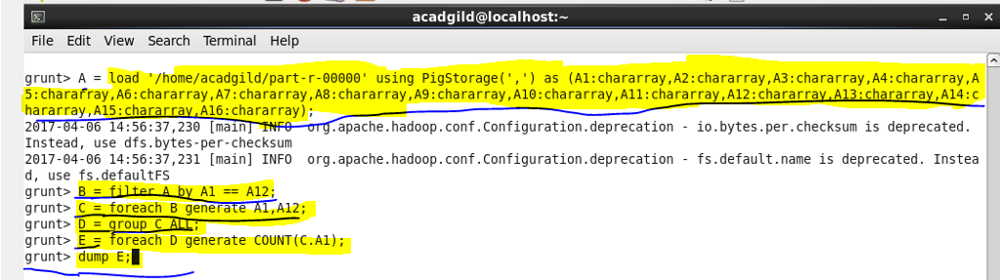 acadgild@localhost:~
File Edit View Search Terminal Help
grunt> A = load '/home/acadgild/part-r-00000' using PigStorage(',') as (A1:chararray,A2:chararray,A3:chararray,A4:chararray,A
5:chararray,A6:chararray,A7:chararray,A8:chararray,A9:chararray,A10:chararray,A11:chararray,A12:chararray,A13:chararray,A14:c
hararray,A15:chararray,A16:chararray);
2017-04-06 14:56:37,230 [main] INFO  org.apache.hadoop.conf.Configuration.deprecation - io.bytes.per.checksum is deprecated.
Instead, use dfs.bytes-per-checksum
2017-04-06 14:56:37,231 [main] INFO  org.apache.hadoop.conf.Configuration.deprecation - fs.default.name is deprecated. Instea
d, use fs.defaultFS
grunt> B = filter A by A1 == A12;
grunt> C = foreach B generate A1,A12;
grunt> D = group C ALL;
grunt> E = foreach D generate COUNT(C.A1);
grunt> dump E;